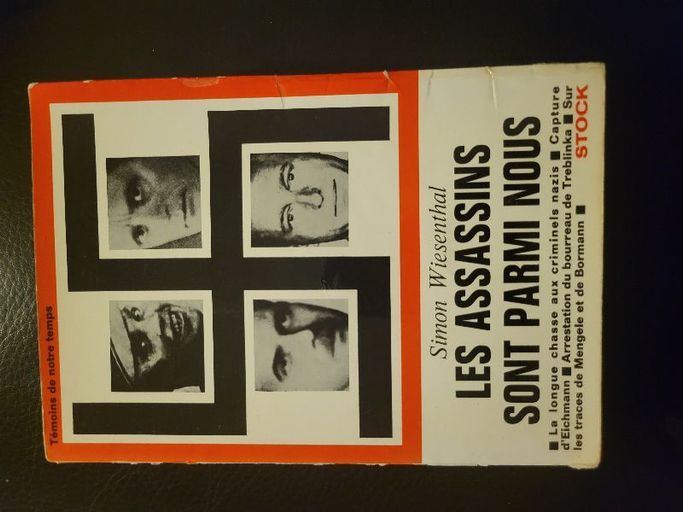 Témoins de notre temps
Simon Wiesenthal
LES ASSASSINS
SONT PARMI NOUS
■ La longue chasse aux criminels nazis ■ Capture
d'Eichmann ■ Arrestation du bourreau de Treblinka ■ Sur
les traces de Mengele et de Bormann ■
STOCK